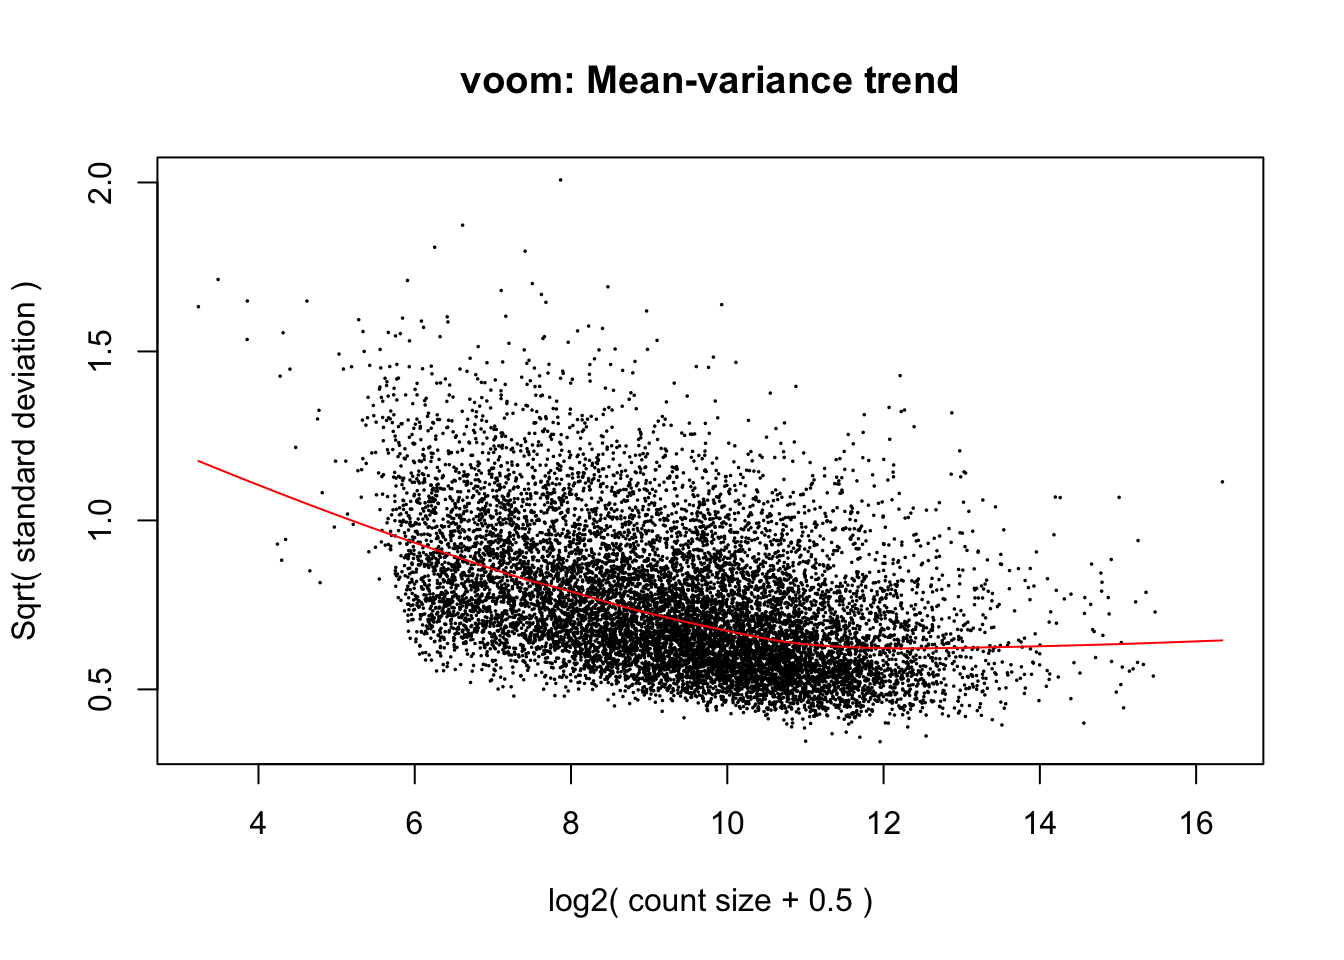 voom: Mean-variance trend
Sqrt( standard deviation )
2.0
1.5
1.0
0.5
4 6 8 10 12 14 16
log2( count size + 0.5 )